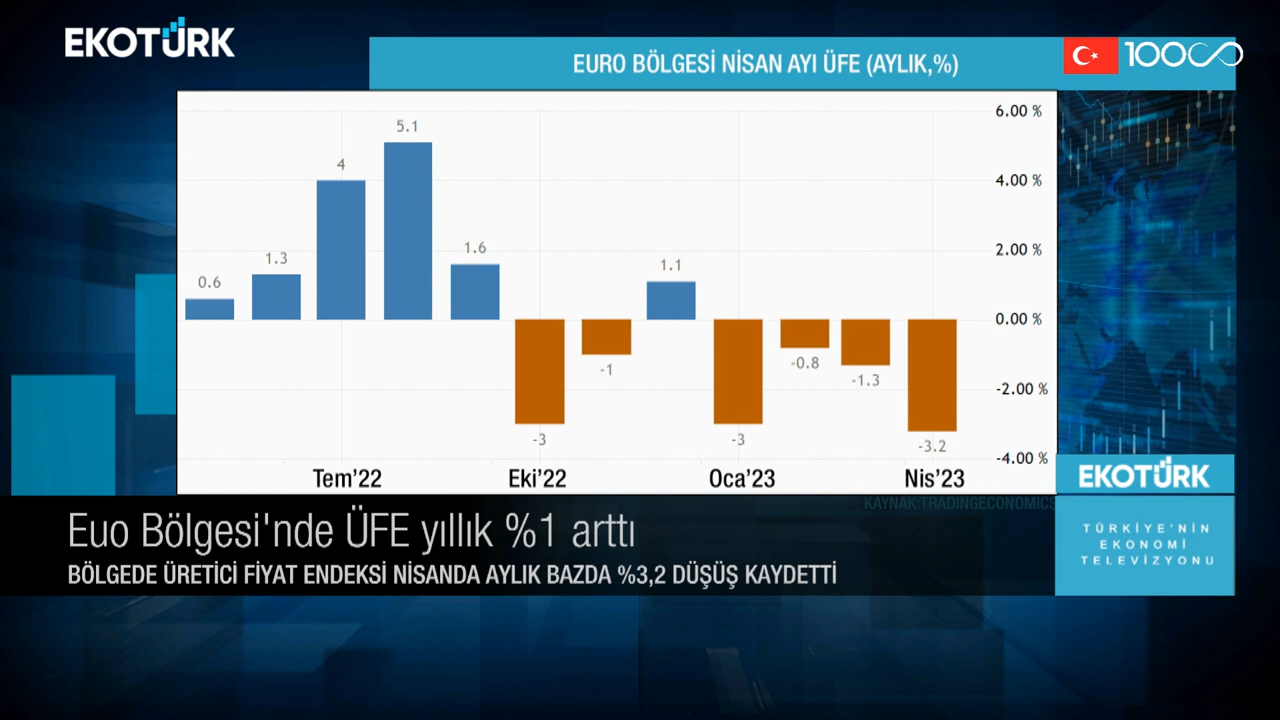 EKOTÜRK
EURO BÖLGESİ NİSAN AYI ÜFE (AYLIK,%)
100
6.00 %
4.00 %
2.00 %
0.00 %
-2.00 %
-4.00 %
0.6
1.3
4
5.1
1.6
-3
-1
1.1
-3
-0.8
-1.3
-3.2
Tem’22
Eki’22
Oca’23
Nis’23
KAYNAK:TRADINGECONOMICS
EKOTÜRK
TÜRKİYE'NİN
EKONOMİ
TELEVİZYONU
Euo Bölgesi'nde ÜFE yıllık %1 arttı
BÖLGEDE ÜRETİCİ FİYAT ENDEKSİ NİSANDA AYLIK BAZDA %3,2 DÜŞÜŞ KAYDETTİ